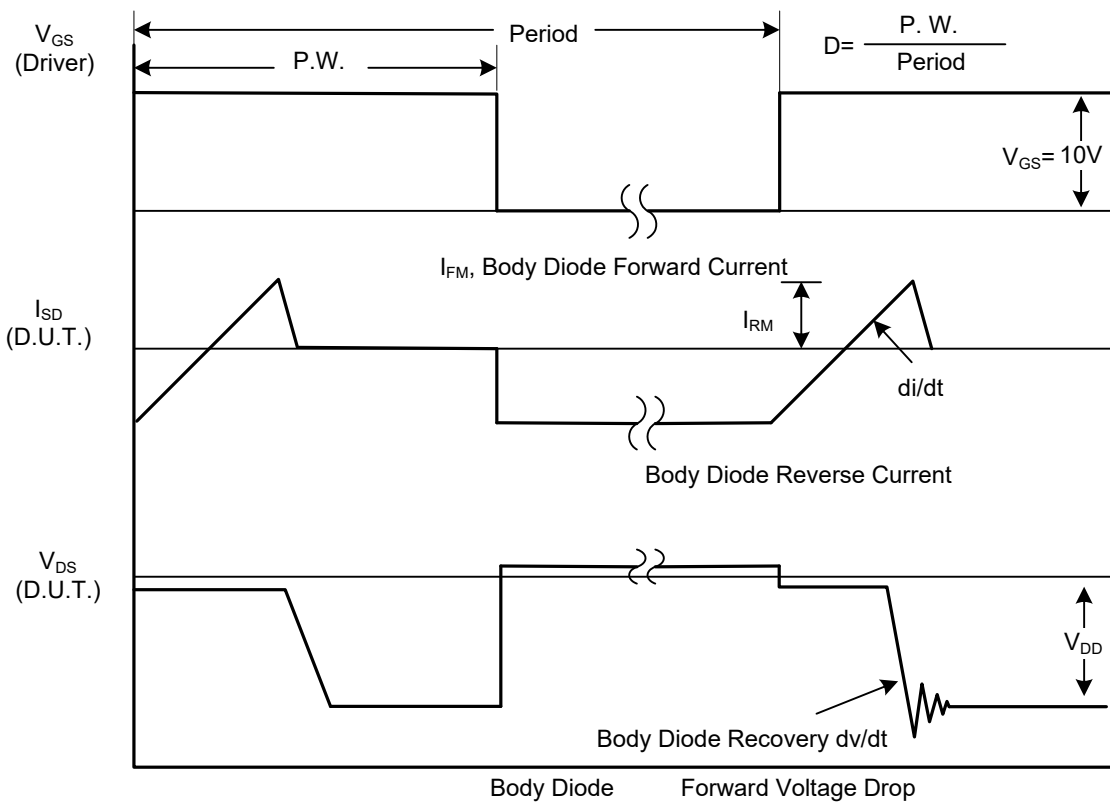 V_GS
(Driver)
Period
P.W.
D= P. W. / Period
V_GS= 10V
I_FM, Body Diode Forward Current
I_SD
(D.U.T.)
I_RM
di/dt
Body Diode Reverse Current
V_DS
(D.U.T.)
V_DD
Body Diode Recovery dv/dt
Body Diode Forward Voltage Drop